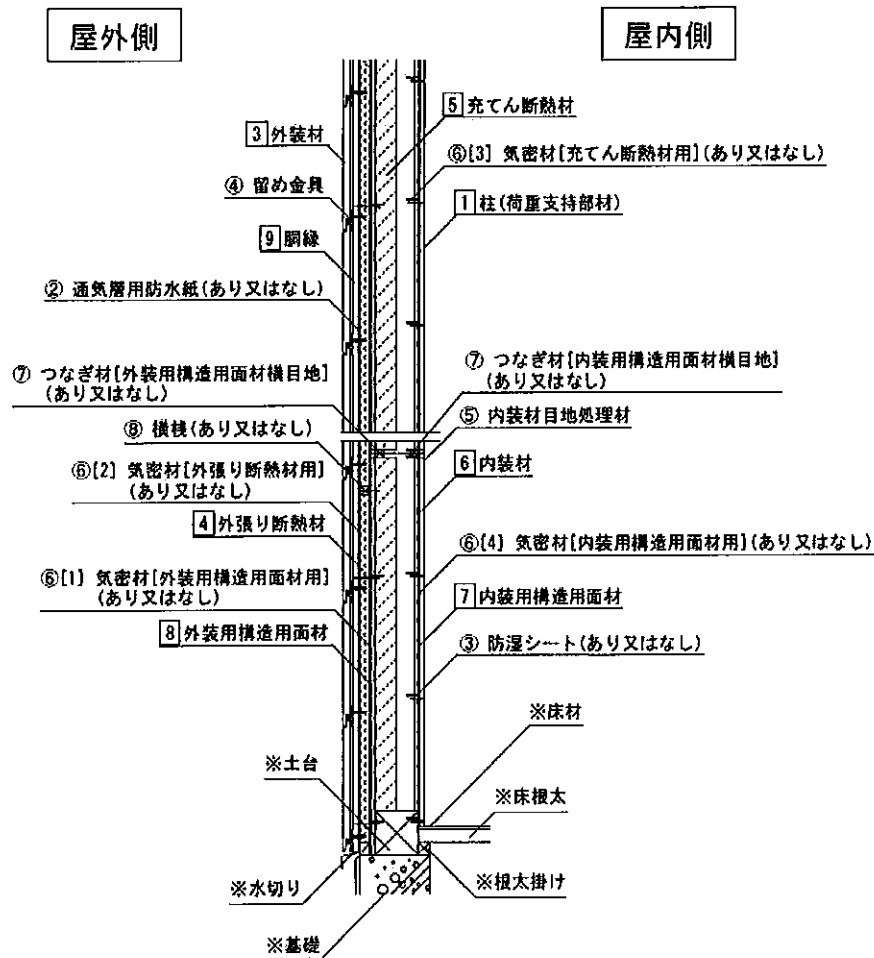 屋外側
屋内側
5 充てん断熱材
3 外装材
⑥[3] 気密材[充てん断熱材用](あり又はなし)
④ 留め金具
1 柱(荷重支持部材)
9 胴縁
② 通気層用防水紙(あり又はなし)
⑦ つなぎ材[外装用構造用面材横目地]
(あり又はなし)
⑦ つなぎ材[内装用構造用面材横目地]
(あり又はなし)
⑧ 横桟(あり又はなし)
⑤ 内装材目地処理材
⑥[2] 気密材[外張り断熱材用]
(あり又はなし)
6 内装材
4 外張り断熱材
⑥[4] 気密材[内装用構造用面材用](あり又はなし)
⑥[1] 気密材[外装用構造用面材用]
(あり又はなし)
7 内装用構造用面材
8 外装用構造用面材
③ 防湿シート(あり又はなし)
※床材
※土台
※床根太
※水切り
※根太掛け
※基礎